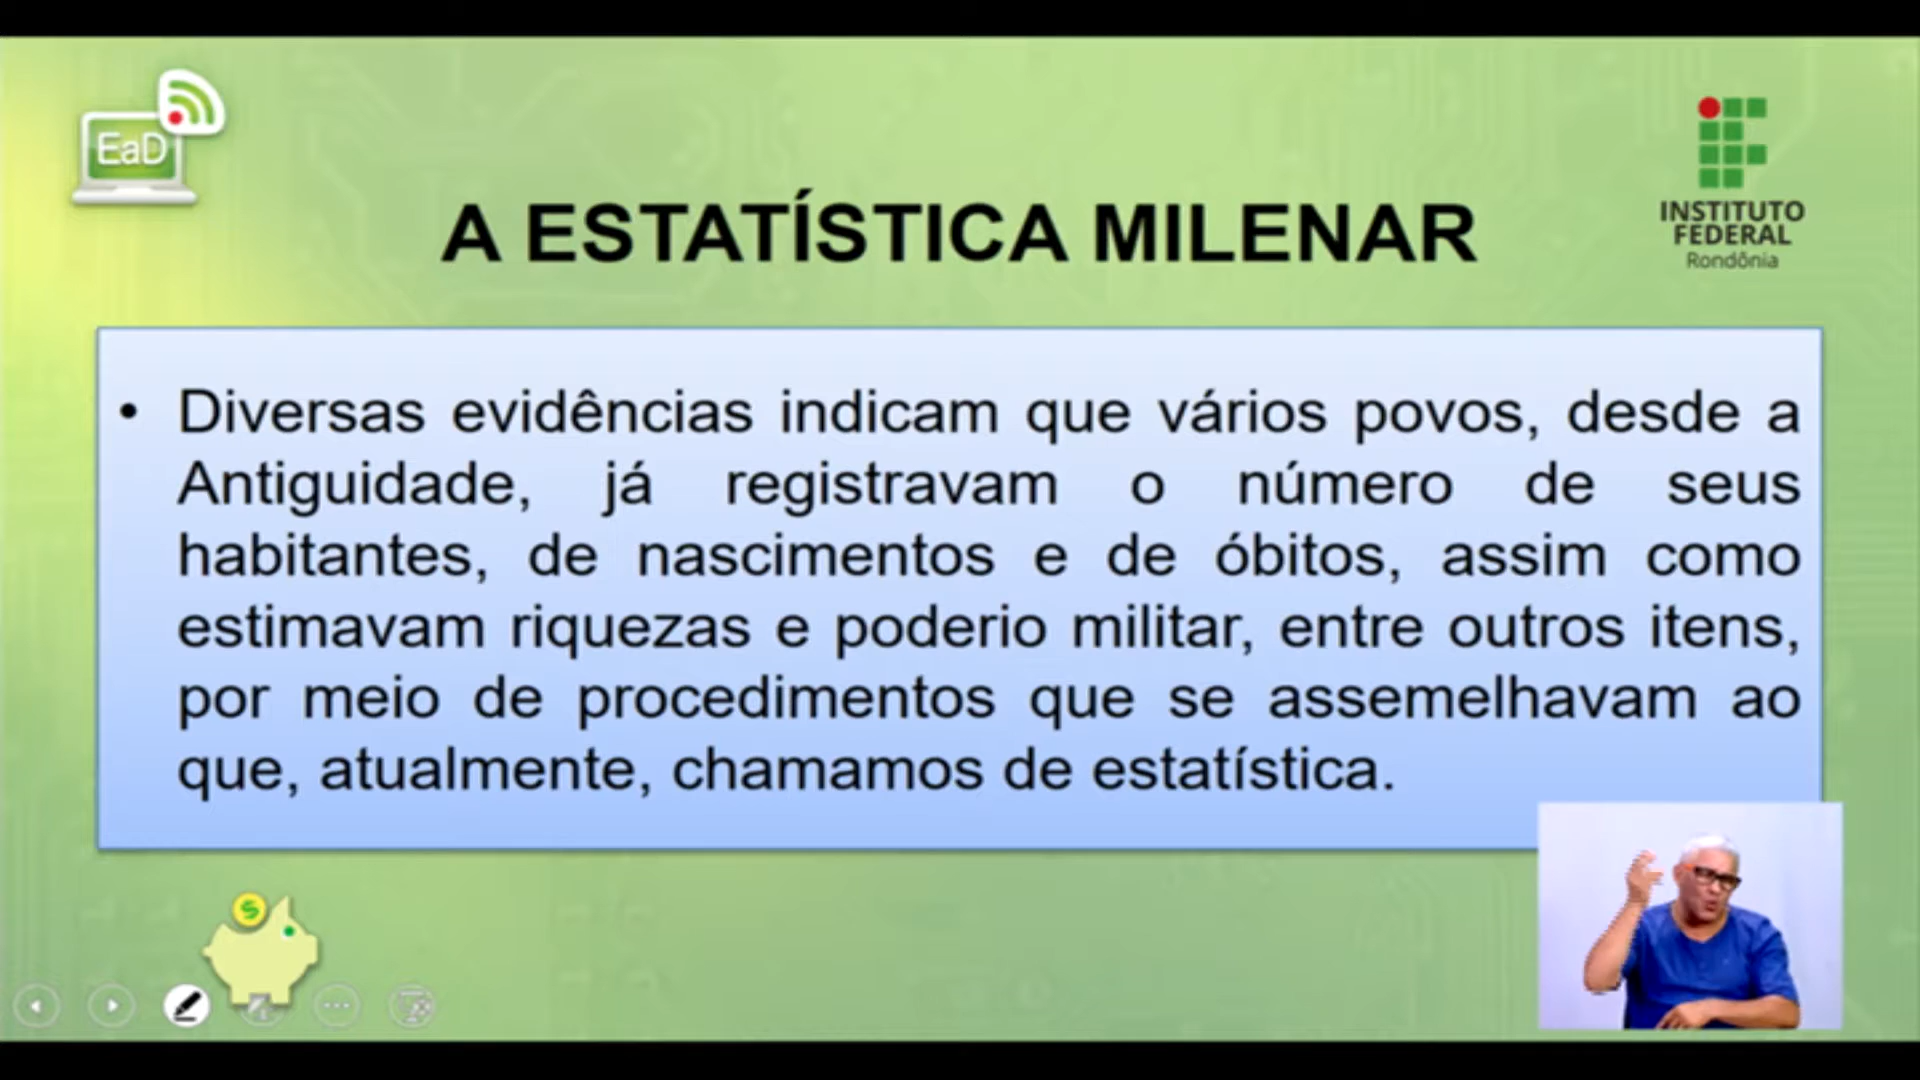 EaD
INSTITUTO
FEDERAL
Rondônia
A ESTATÍSTICA MILENAR
• Diversas evidências indicam que vários povos, desde a
Antiguidade, já registravam o número de seus
habitantes, de nascimentos e de óbitos, assim como
estimavam riquezas e poderio militar, entre outros itens,
por meio de procedimentos que se assemelhavam ao
que, atualmente, chamamos de estatística.
$